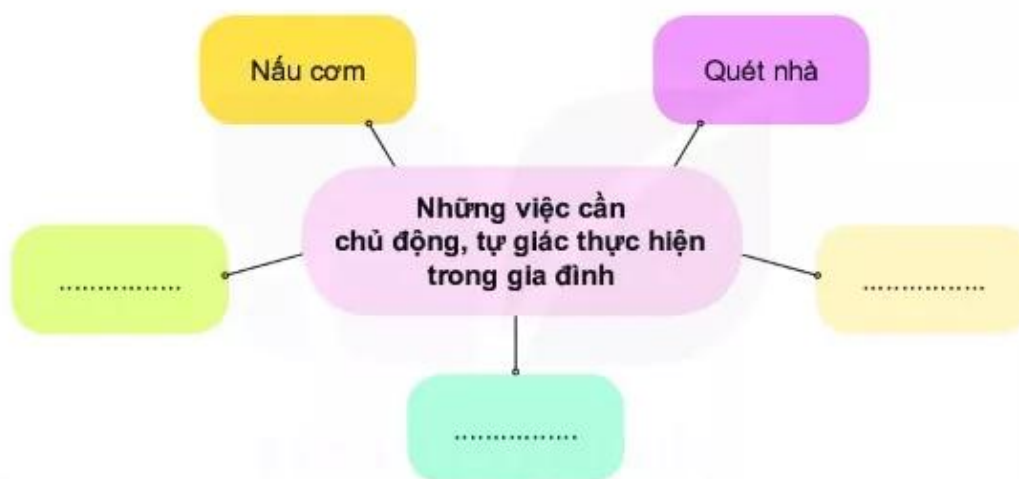 Nấu cơm
Quét nhà
Những việc cần
chủ động, tự giác thực hiện
trong gia đình
................
................
................